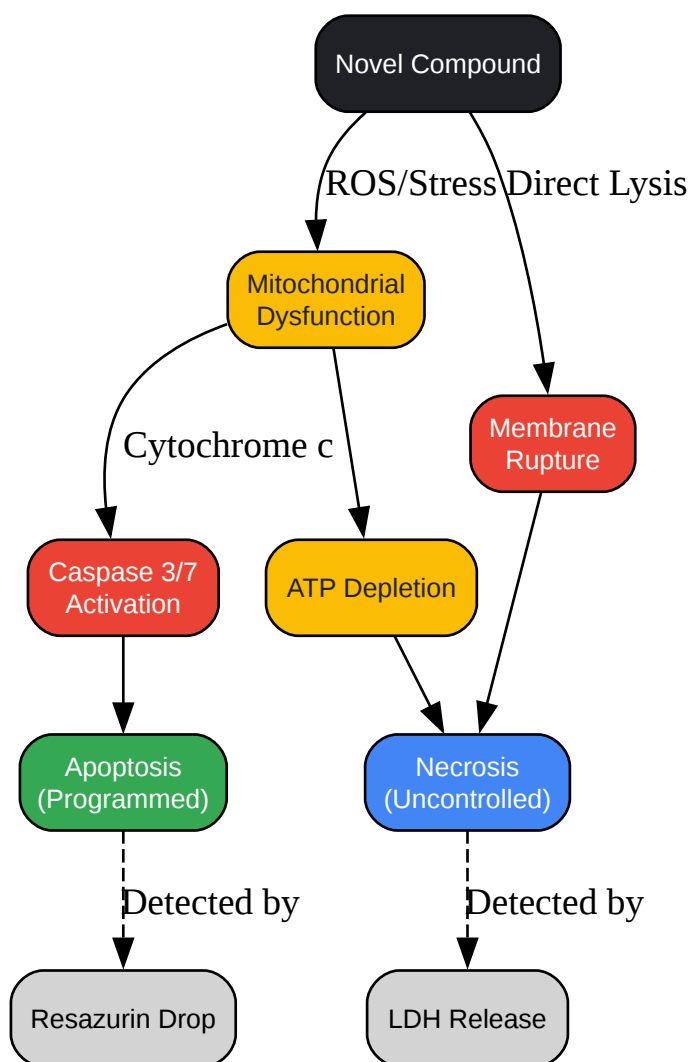 Novel Compound
ROS/Stress
Direct Lysis
Mitochondrial
Dysfunction
Membrane
Rupture
Cytochrome c
Caspase 3/7
Activation
ATP Depletion
Apoptosis
(Programmed)
Necrosis
(Uncontrolled)
Detected by
Detected by
Resazurin Drop
LDH Release